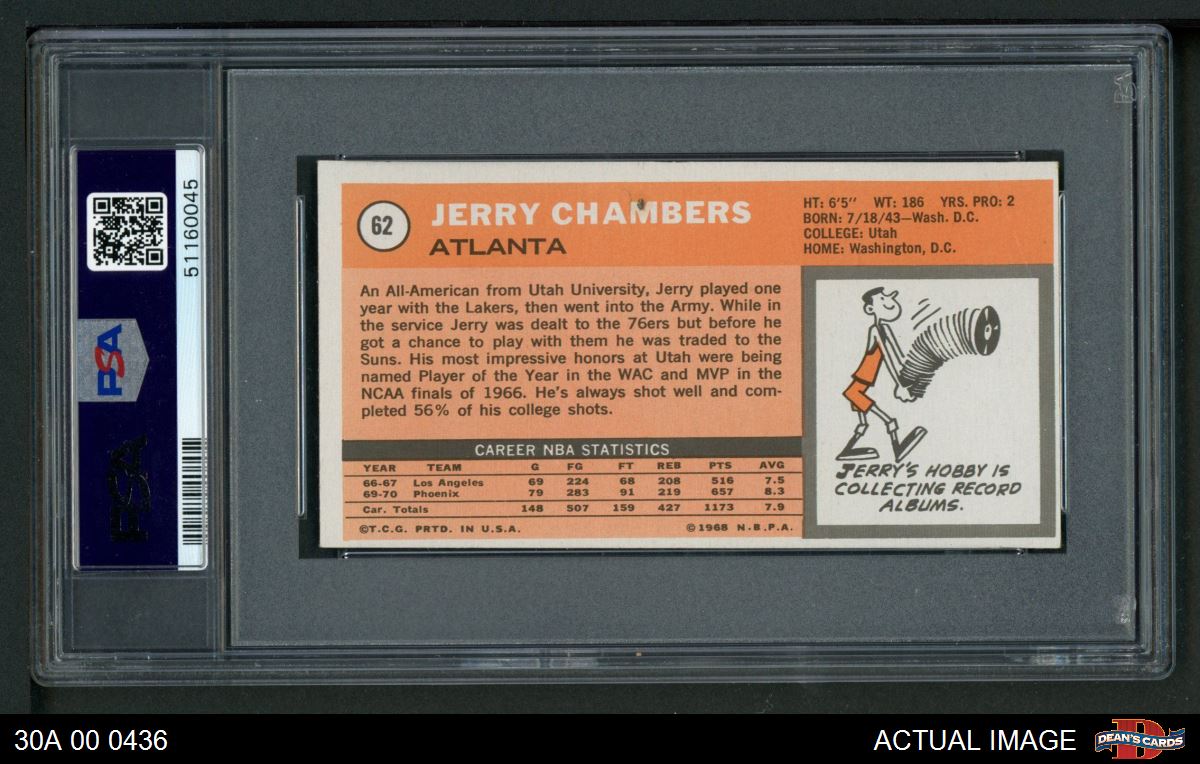 51160045
PSA
PSA
62
JERRY CHAMBERS
ATLANTA
HT: 6'5'' WT: 186 YRS. PRO: 2
BORN: 7/18/43—Wash. D.C.
COLLEGE: Utah
HOME: Washington, D.C.
An All-American from Utah University, Jerry played one
year with the Lakers, then went into the Army. While in
the service Jerry was dealt to the 76ers but before he
got a chance to play with them he was traded to the
Suns. His most impressive honors at Utah were being
named Player of the Year in the WAC and MVP in the
NCAA finals of 1966. He's always shot well and com-
pleted 56% of his college shots.
CAREER NBA STATISTICS
YEAR TEAM G FG FT REB PTS AVG
66-67 Los Angeles 69 224 68 208 516 7.5
69-70 Phoenix 79 283 91 219 657 8.3
Car. Totals 148 507 159 427 1173 7.9
©T.C.G. PRTD. IN U.S.A. ©1968 N.B.P.A.
JERRY'S HOBBY IS
COLLECTING RECORD
ALBUMS.
30A 00 0436
ACTUAL IMAGE
DEAN'S CARDS